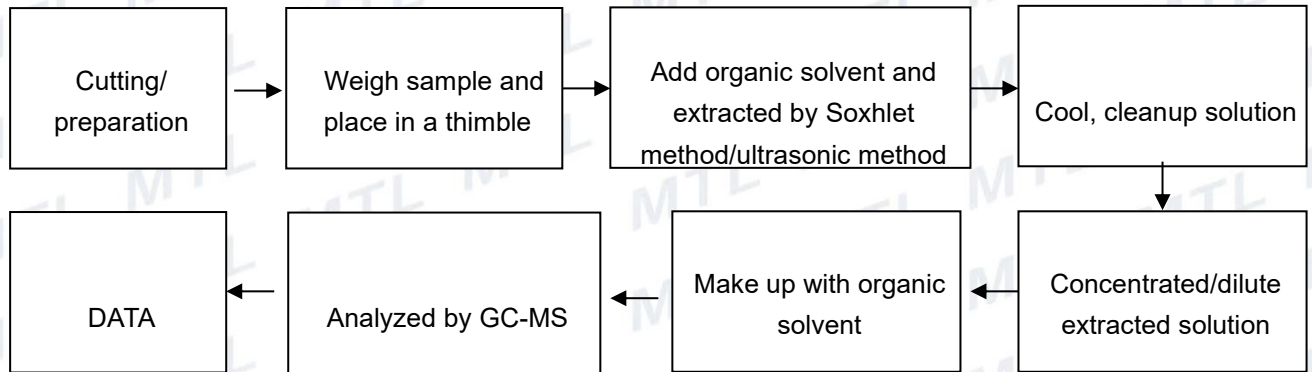 Cutting/
preparation
Weigh sample and
place in a thimble
Add organic solvent and
extracted by Soxhlet
method/ultrasonic method
Cool, cleanup solution
Concentrated/dilute
extracted solution
Make up with organic
solvent
Analyzed by GC-MS
DATA